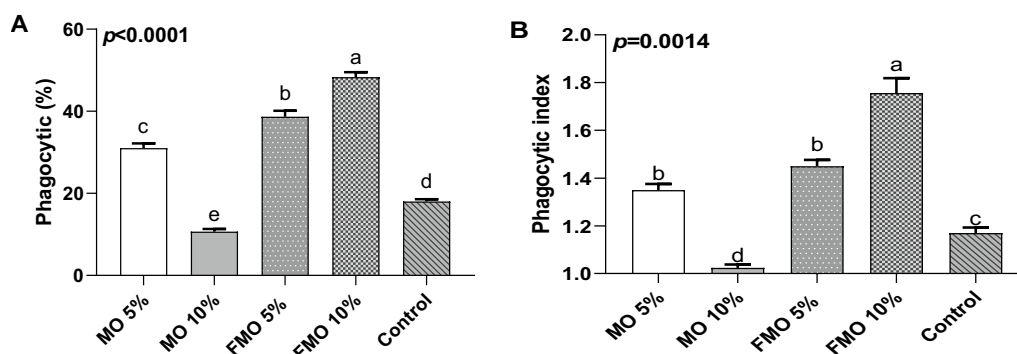 A
p<0.0001
Phagocytic (%)
60
40
20
0
c
e
b
a
d
MO 5%
MO 10%
FMO 5%
FMO 10%
Control
B
p=0.0014
Phagocytic index
2.0
1.8
1.6
1.4
1.2
1.0
b
d
b
a
c
MO 5%
MO 10%
FMO 5%
FMO 10%
Control